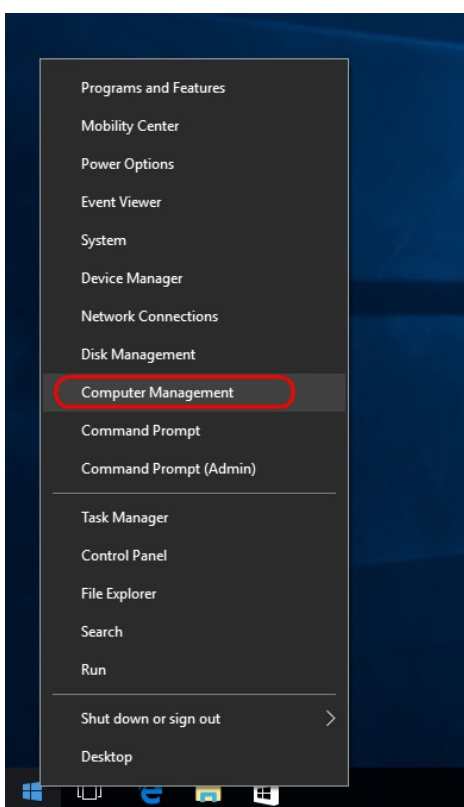 Programs and Features
Mobility Center
Power Options
Event Viewer
System
Device Manager
Network Connections
Disk Management
Computer Management
Command Prompt
Command Prompt (Admin)
Task Manager
Control Panel
File Explorer
Search
Run
Shut down or sign out
Desktop